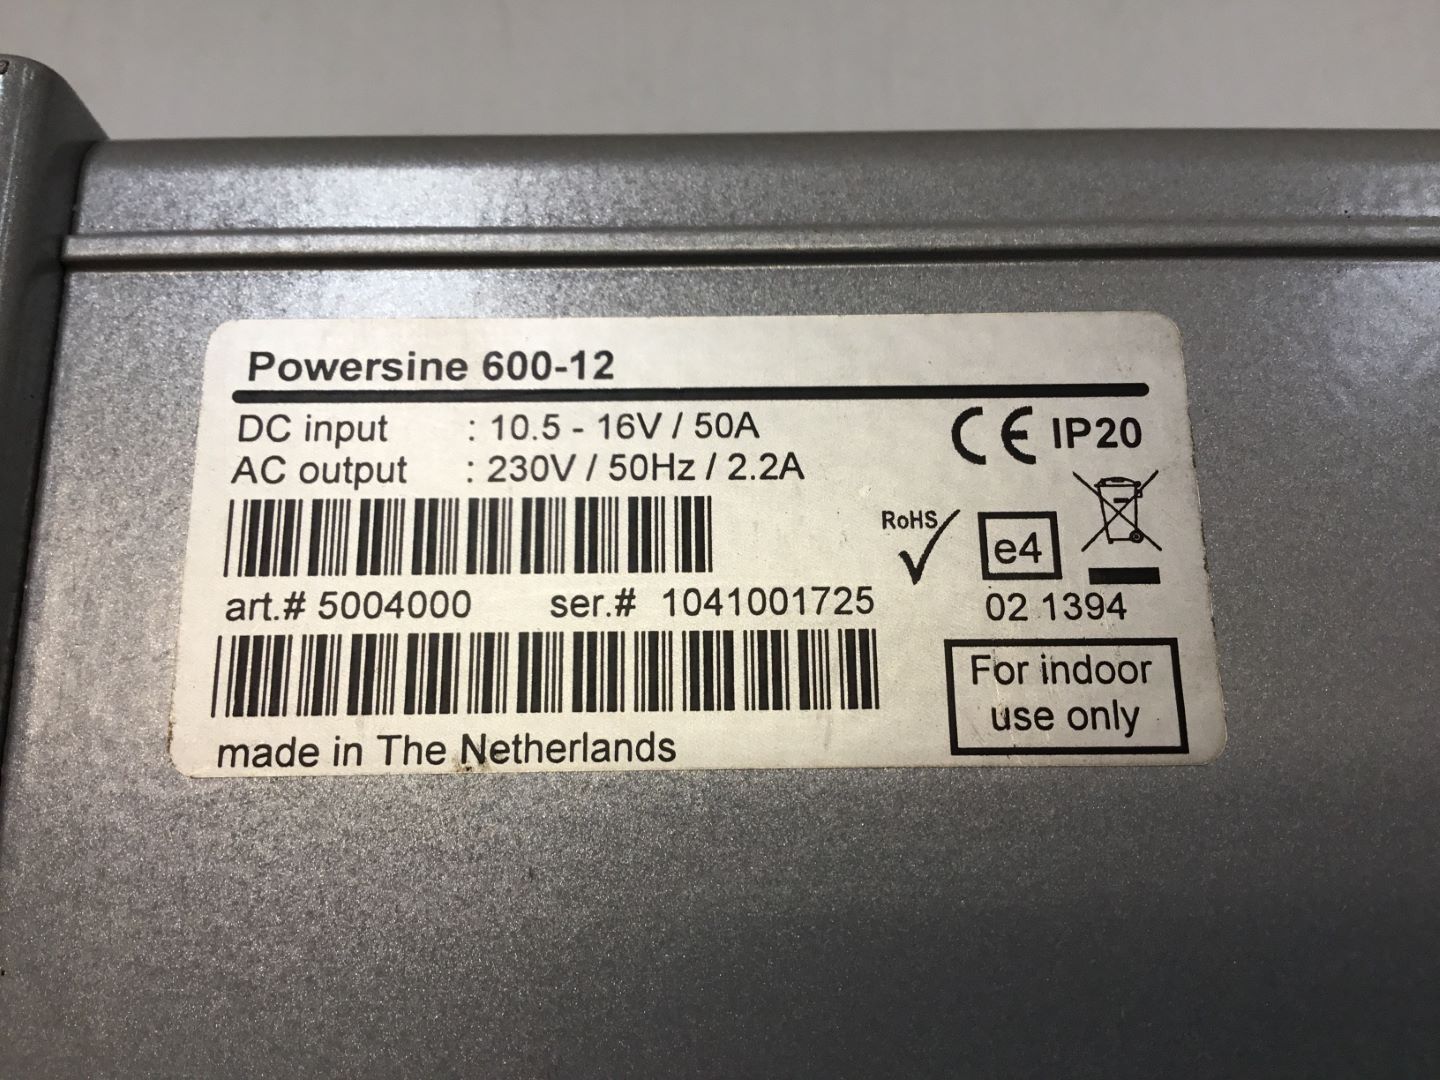 Powersine 600-12
DC input : 10.5 - 16V / 50A
AC output : 230V / 50Hz / 2.2A
CE IP20
RoHS
e4
art.# 5004000 ser.# 1041001725
02 1394
For indoor
use only
made in The Netherlands